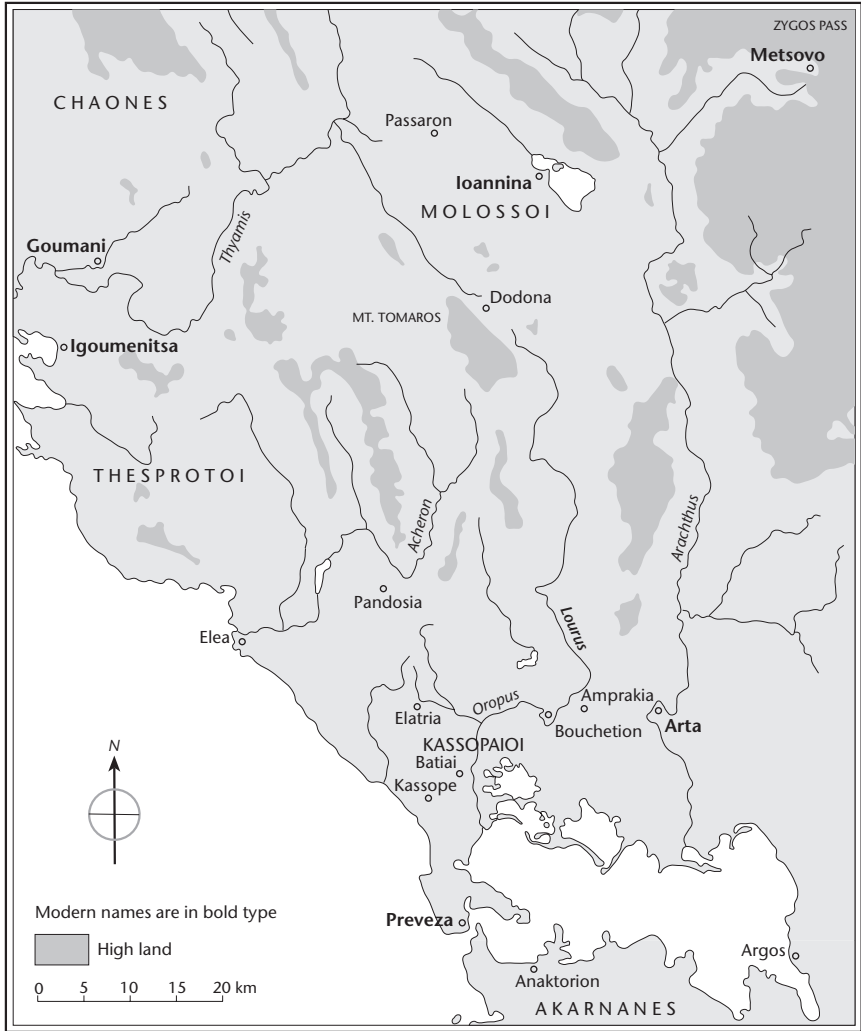 ZYGOS PASS
Metsovo
CHAONES
Passaron
Ioannina
MOLOSSOI
Thyamis
Goumani
Dodona
MT. TOMAROS
Igoumenitsa
THESPROTOI
Acheron
Arachthus
Pandosia
Lourus
Elea
Oropus
Amprakia
Elatria
Arta
Bouchetion
KASSOPAIOI
Batiai
Kassope
N
Modern names are in bold type
Preveza
High land
Argos
Anaktorion
0 5 10 15 20 km
AKARNANES